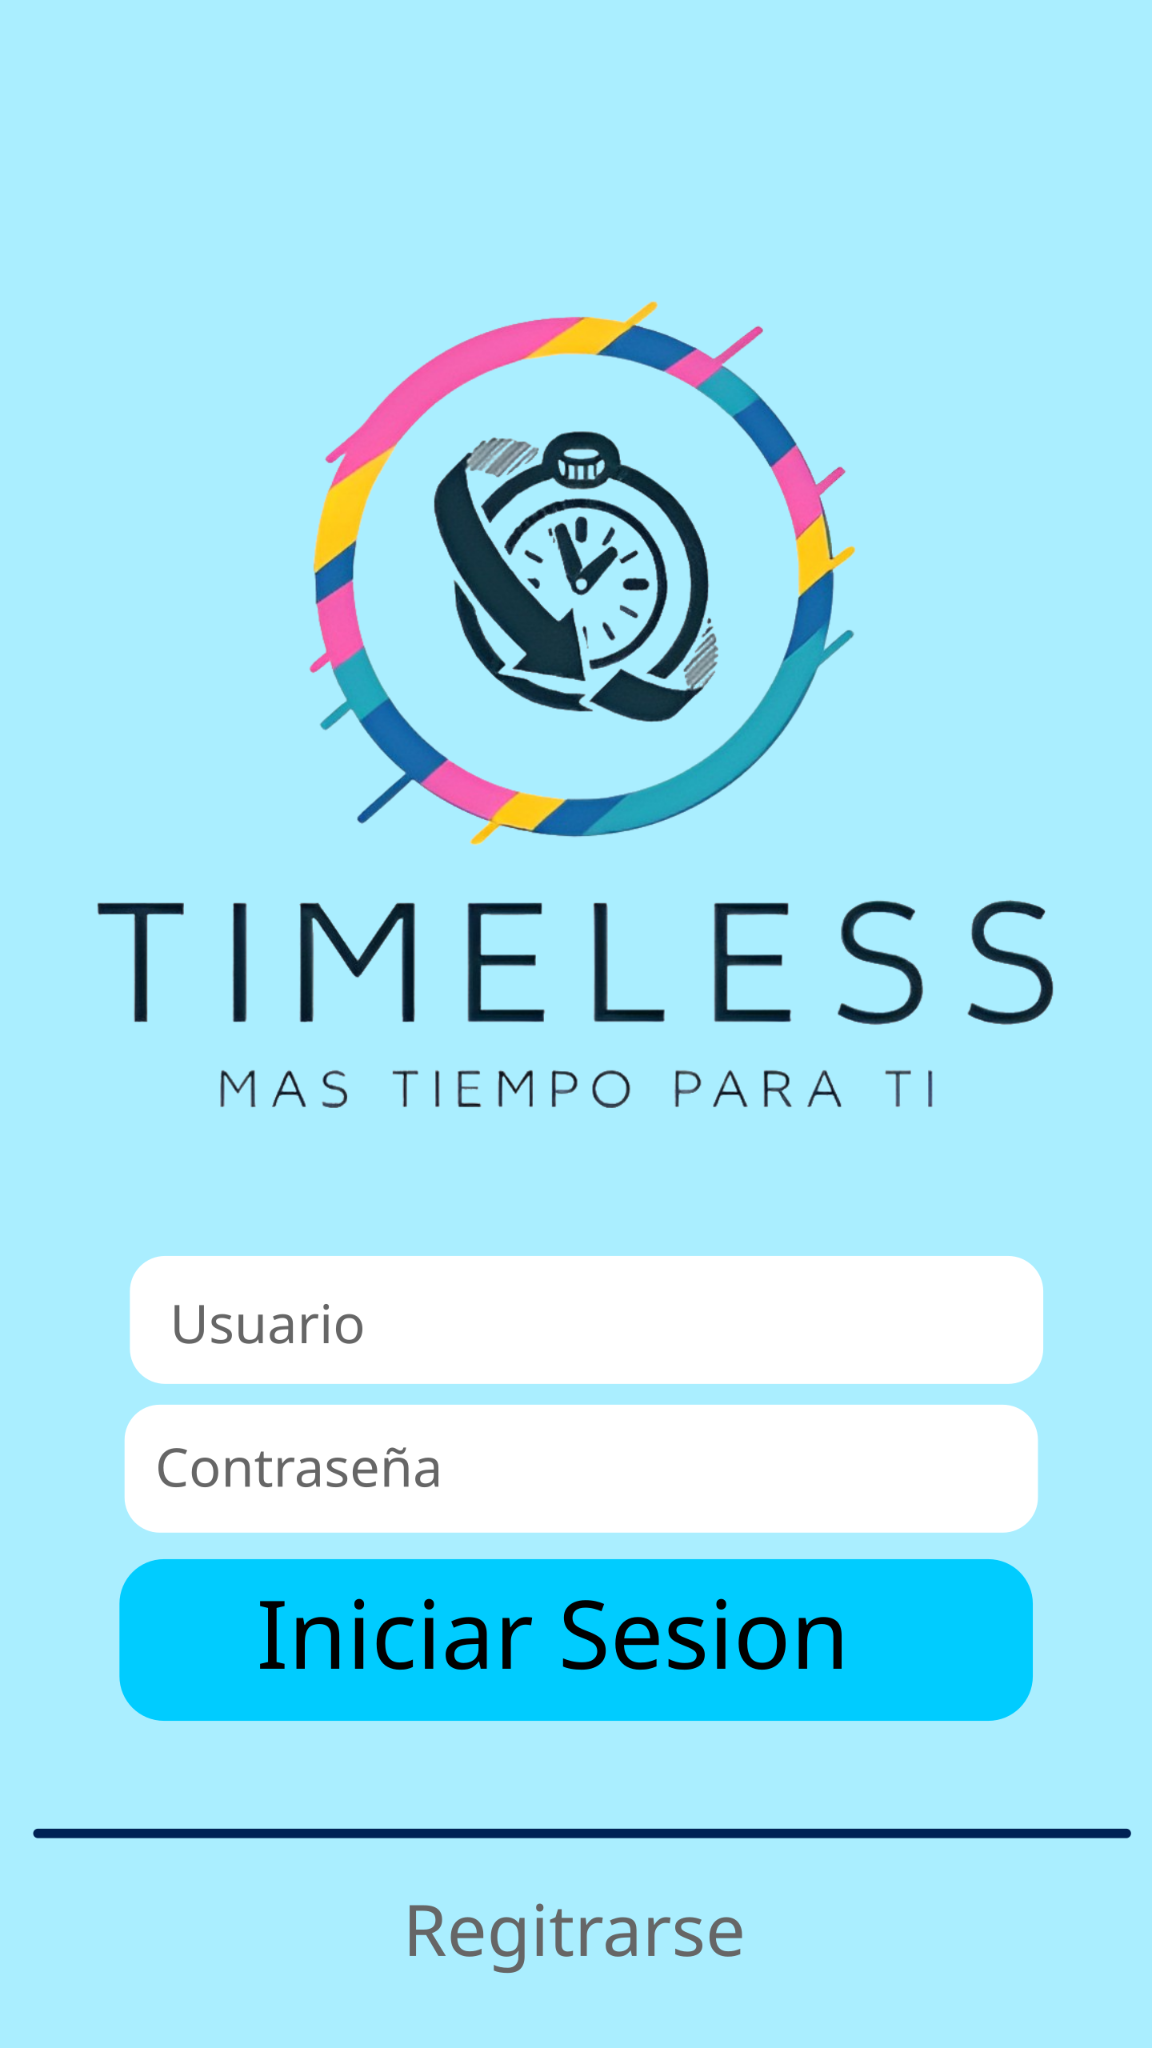 TIMELESS
MAS TIEMPO PARA TI
Usuario
Contraseña
Iniciar Sesion
Regitrarse